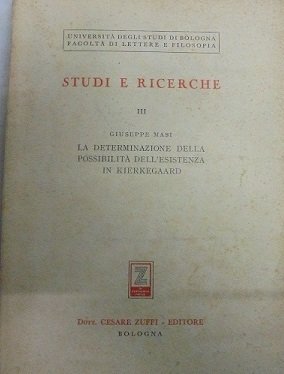 UNIVERSITÀ DEGLI STUDI DI BOLOGNA
FACOLTÀ DI LETTERE E FILOSOFIA
STUDI E RICERCHE
III
GIUSEPPE MASI
LA DETERMINAZIONE DELLA
POSSIBILITÀ DELL'ESISTENZA
IN KIERKEGAARD
Z
DOTT. CESARE ZUFFI - EDITORE
BOLOGNA